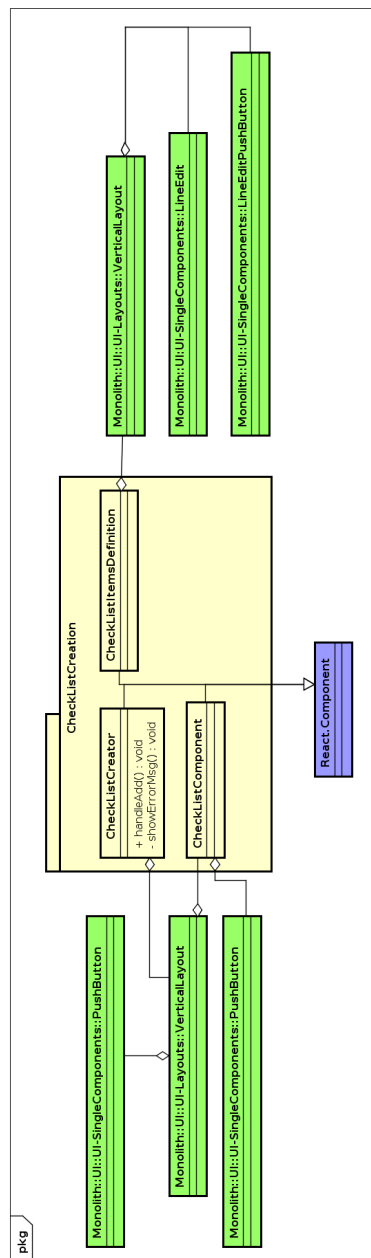 pkg
CheckListCreation
Monolith::UI::UI-SingleComponents::PushButton
CheckListCreator
+ handleAdd() : void
- showErrorMsg() : void
CheckListItemsDefinition
Monolith::UI::UI-Layouts::VerticalLayout
Monolith::UI::UI-Layouts::VerticalLayout
CheckListComponent
Monolith::UI::UI-SingleComponents::LineEdit
Monolith::UI::UI-SingleComponents::PushButton
Monolith::UI::UI-SingleComponents::LineEditPushButton
React.Component